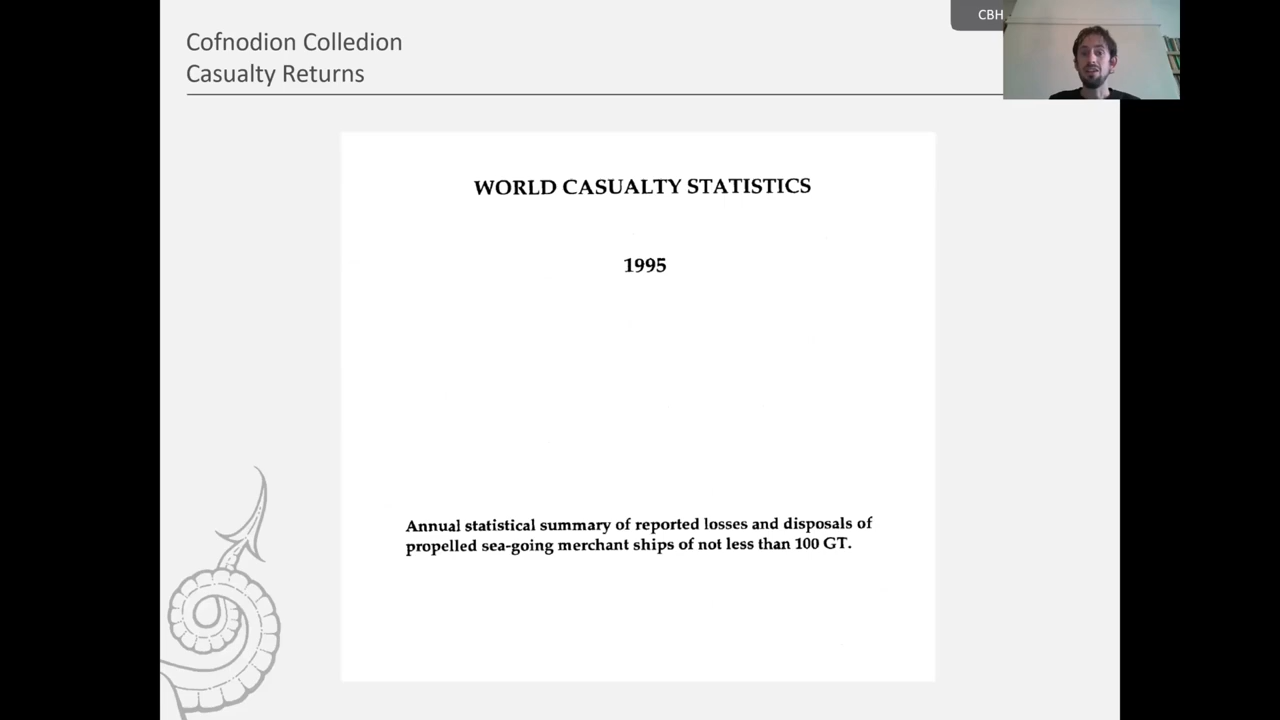 Cofnodion Colledion
Casualty Returns
CBH
WORLD CASUALTY STATISTICS
1995
Annual statistical summary of reported losses and disposals of
propelled sea-going merchant ships of not less than 100 GT.